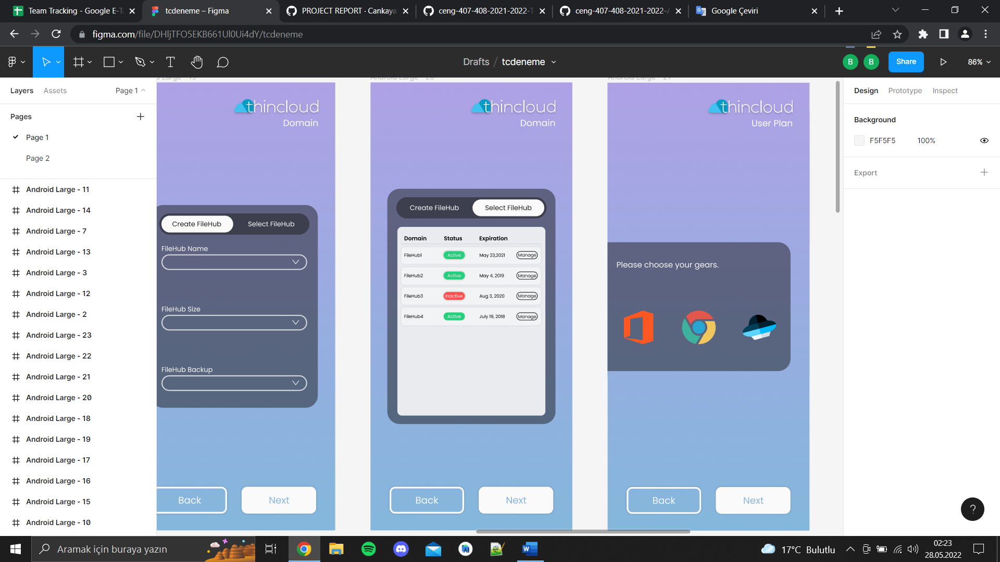 Team Tracking - Google E-T
tcdeneme – Figma
PROJECT REPORT · Cankaya
ceng-407-408-2021-2022-T
ceng-407-408-2021-2022-A
Google Çeviri
figma.com/file/DHljTFO5EKB661Ul0Ui4dY/tcdeneme
Drafts / tcdeneme
B
B
Share
86%
Layers
Assets
Page 1
Pages
Page 1
Page 2
Android Large - 11
Android Large - 14
Android Large - 7
Android Large - 13
Android Large - 3
Android Large - 12
Android Large - 2
Android Large - 23
Android Large - 22
Android Large - 21
Android Large - 20
Android Large - 18
Android Large - 19
Android Large - 17
Android Large - 16
Android Large - 15
Android Large - 10
thincloud
Domain
Create FileHub
Select FileHub
FileHub Name
FileHub Size
FileHub Backup
Back
Next
thincloud
Domain
Create FileHub
Select FileHub
Domain Status Expiration
FileHub1 Active May 23,2021 Manage
FileHub2 Active May 4, 2019 Manage
FileHub3 Inactive Aug 3, 2020 Manage
FileHub4 Active July 19, 2018 Manage
Back
Next
thincloud
User Plan
Please choose your gears.
Back
Next
Design
Prototype
Inspect
Background
F5F5F5
100%
Export
?
Aramak için buraya yazın
W
17°C Bulutlu
02:23
28.05.2022